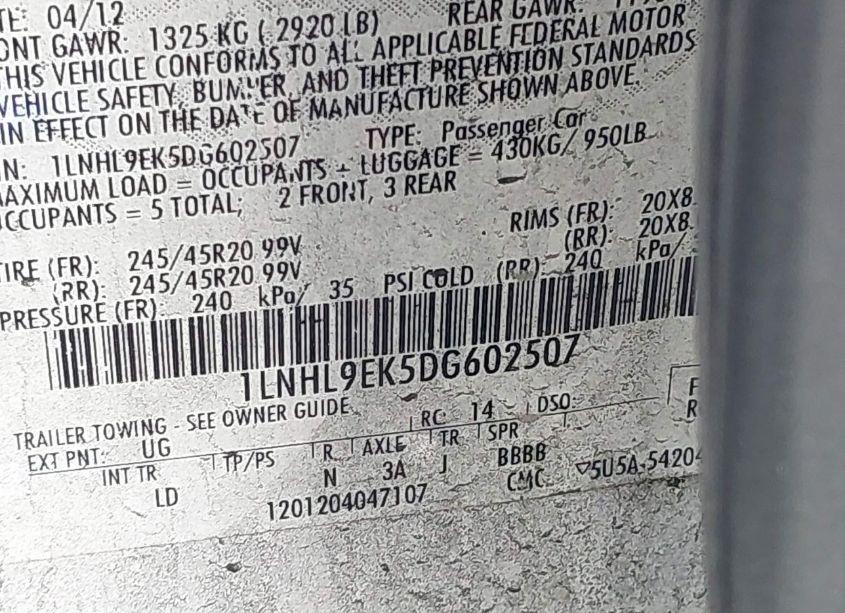 TE: 04/12
ONT GAWR: 1325 KG (2920 LB) REAR GAWR:
THIS VEHICLE CONFORMS TO ALL APPLICABLE FEDERAL MOTOR
VEHICLE SAFETY, BUMPER, AND THEFT PREVENTION STANDARDS
IN EFFECT ON THE DATE OF MANUFACTURE SHOWN ABOVE.
N: 1LNHL9EK5DG602507 TYPE: Passenger Car
MAXIMUM LOAD = OCCUPANTS + LUGGAGE = 430KG/ 950LB
OCCUPANTS = 5 TOTAL; 2 FRONT, 3 REAR
TIRE (FR): 245/45R20 99V RIMS (FR): 20X8
(RR): 245/45R20 99V (RR): 20X8
PRESSURE (FR): 240 kPa/ 35 PSI COLD (RR): 240 kPa/
1LNHL9EK5DG602507
TRAILER TOWING - SEE OWNER GUIDE
EXT PNT: UG RC 14 DSO: F
INT TR TP/PS R AXLE TR SPR R
LD N 3A J BBBB
1201204047107 CMC ▽5U5A-5420